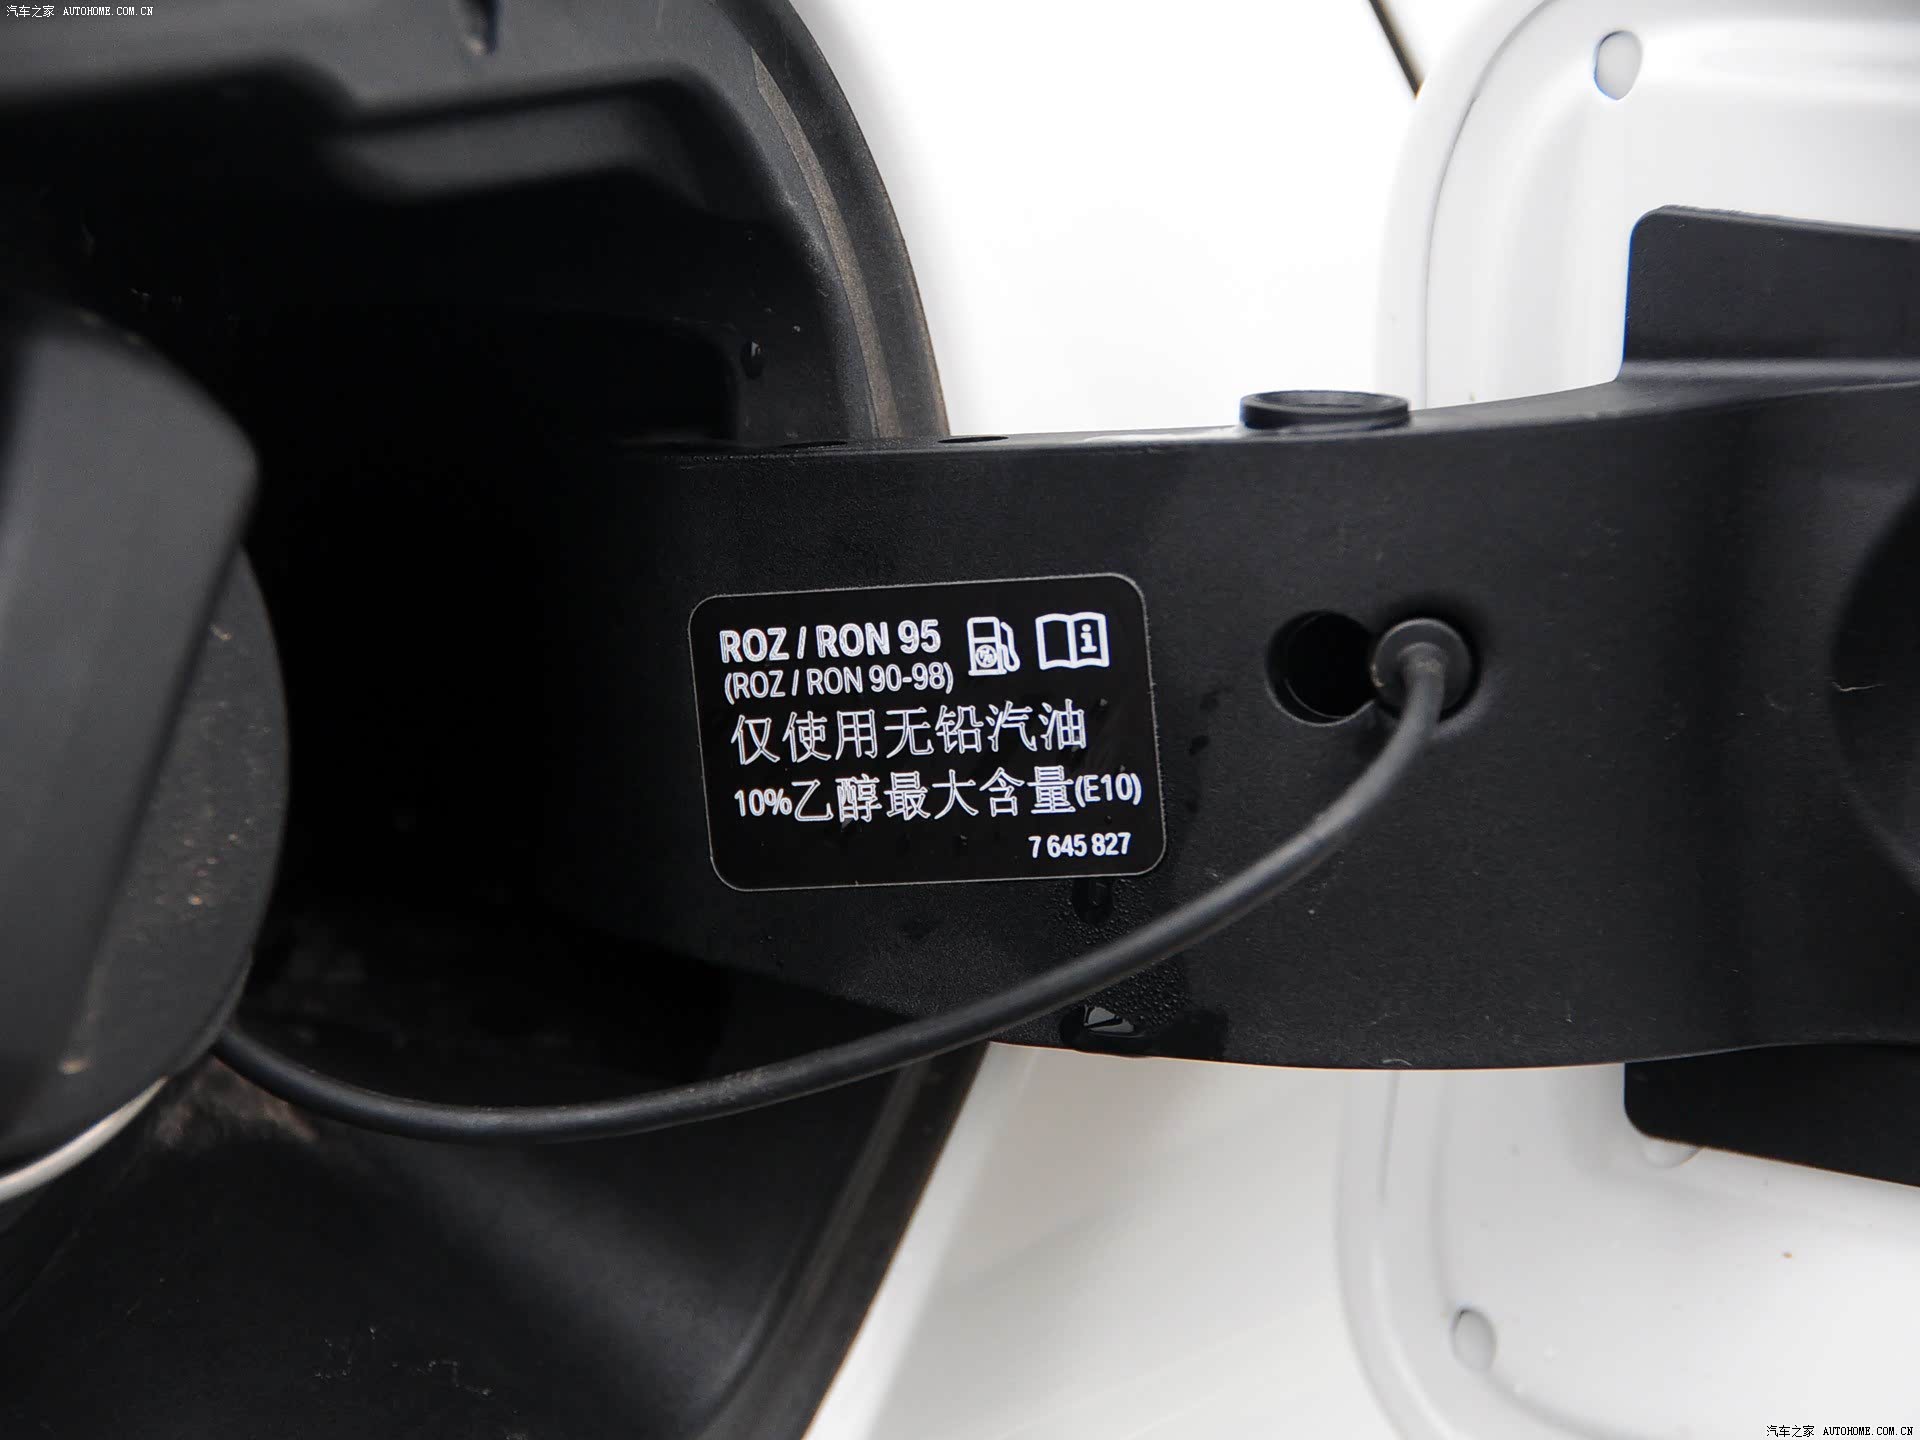 汽车之家 AUTOHOME.COM.CN
ROZ / RON 95
(ROZ / RON 90-98)
仅使用无铅汽油
10%乙醇最大含量(E10)
7 645 827
汽车之家 AUTOHOME.COM.CN